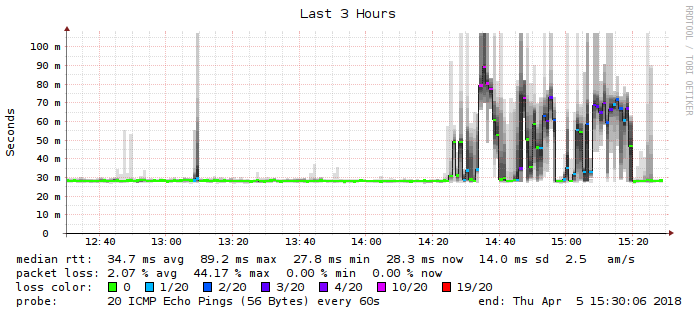 Last 3 Hours
RRDTOOL / TOBI OETIKER
Seconds
100 m
90 m
80 m
70 m
60 m
50 m
40 m
30 m
20 m
10 m
0
12:40 13:00 13:20 13:40 14:00 14:20 14:40 15:00 15:20
median rtt: 34.7 ms avg 89.2 ms max 27.8 ms min 28.3 ms now 14.0 ms sd 2.5 am/s
packet loss: 2.07 % avg 44.17 % max 0.00 % min 0.00 % now
loss color: 0 1/20 2/20 3/20 4/20 10/20 19/20
probe: 20 ICMP Echo Pings (56 Bytes) every 60s end: Thu Apr 5 15:30:06 2018